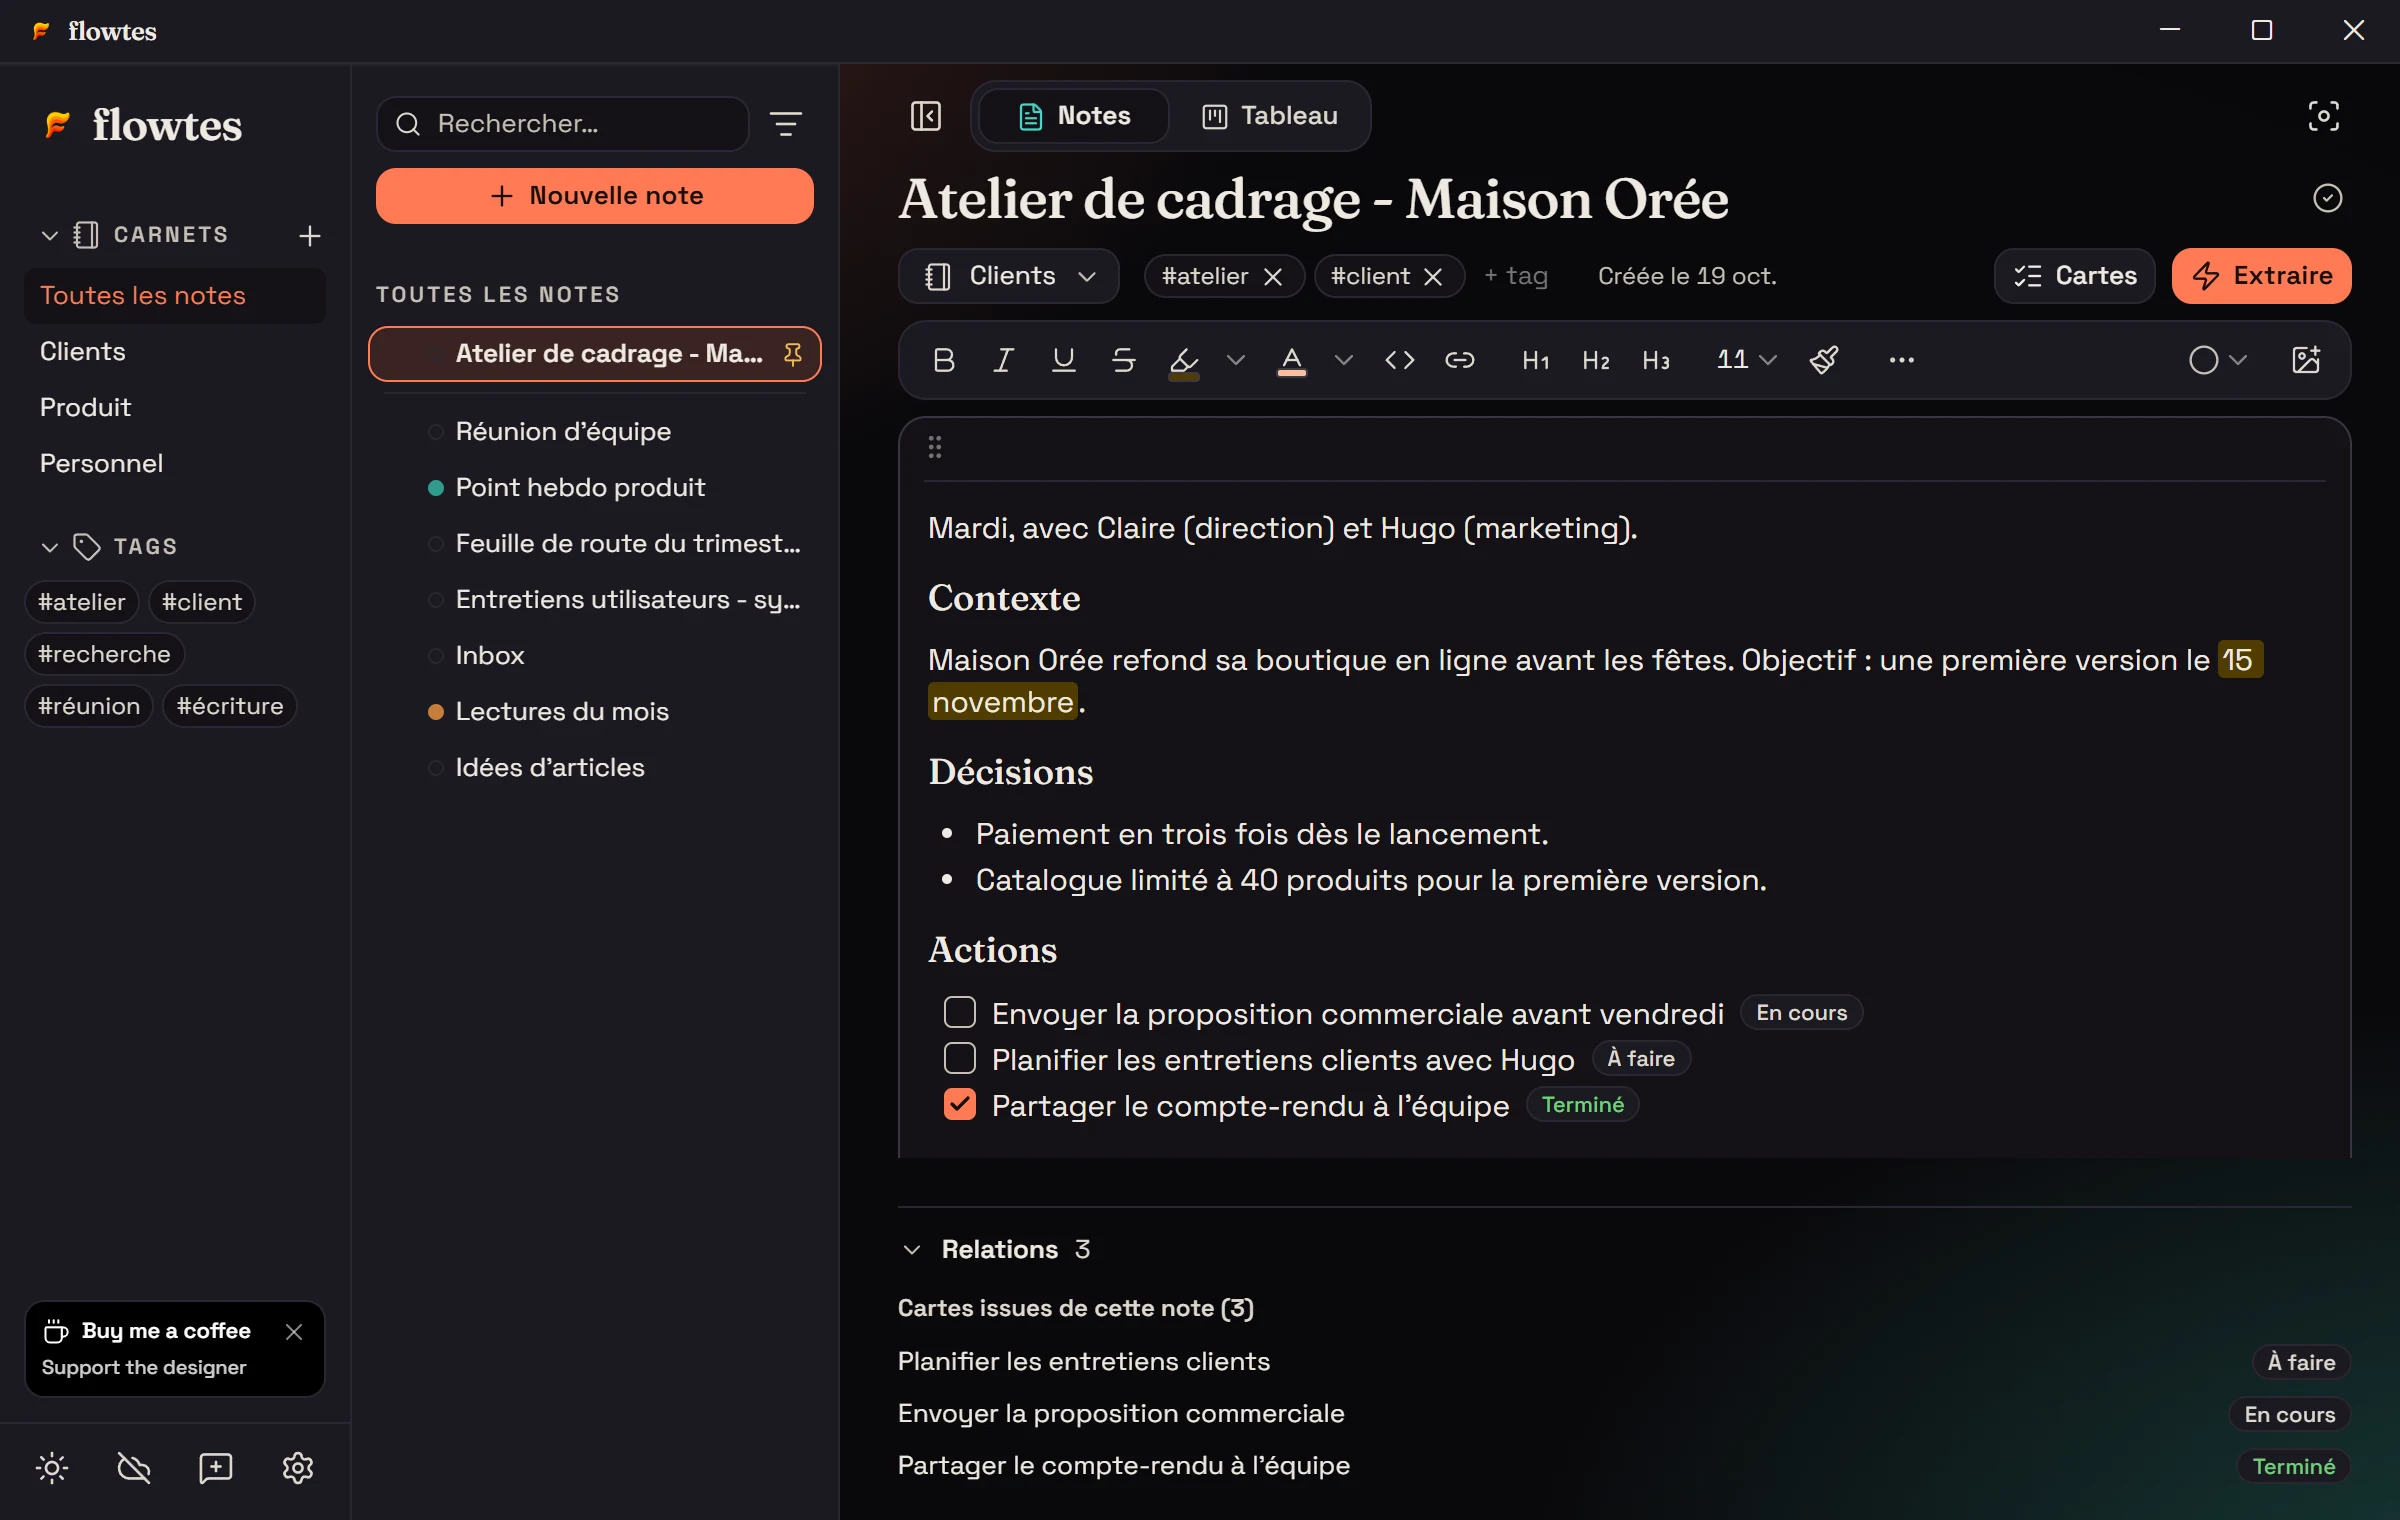 flowtes
flowtes
CARNETS
Toutes les notes
Clients
Produit
Personnel
TAGS
#atelier #client
#recherche
#réunion #écriture
Buy me a coffee
Support the designer
Rechercher...
Nouvelle note
TOUTES LES NOTES
Atelier de cadrage - Ma...
Réunion d'équipe
Point hebdo produit
Feuille de route du trimest...
Entretiens utilisateurs - sy...
Inbox
Lectures du mois
Idées d'articles
Notes Tableau
Atelier de cadrage - Maison Orée
Clients #atelier #client + tag Créée le 19 oct. Cartes Extraire
B I U S A H1 H2 H3 11
Mardi, avec Claire (direction) et Hugo (marketing).
Contexte
Maison Orée refond sa boutique en ligne avant les fêtes. Objectif : une première version le 15
novembre.
Décisions
• Paiement en trois fois dès le lancement.
• Catalogue limité à 40 produits pour la première version.
Actions
Envoyer la proposition commerciale avant vendredi En cours
Planifier les entretiens clients avec Hugo À faire
Partager le compte-rendu à l'équipe Terminé
Relations 3
Cartes issues de cette note (3)
Planifier les entretiens clients À faire
Envoyer la proposition commerciale En cours
Partager le compte-rendu à l'équipe Terminé